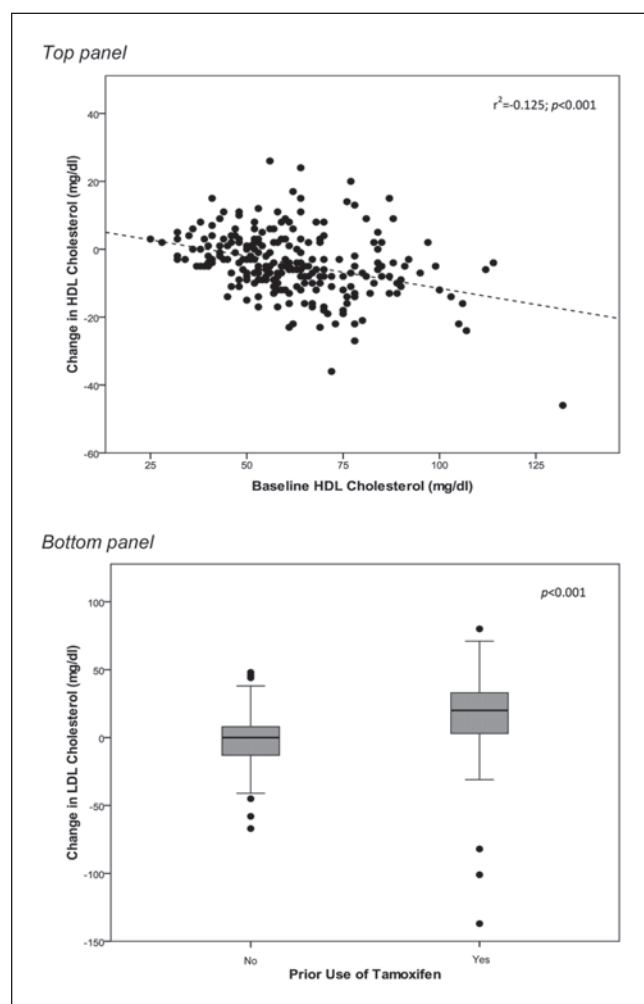 Top panel
r²=-0.125; p<0.001
Change in HDL Cholesterol (mg/dl)
40
20
0
-20
-40
-60
25 50 75 100 125
Baseline HDL Cholesterol (mg/dl)
Bottom panel
p<0.001
Change in LDL Cholesterol (mg/dl)
100
50
0
-50
-100
-150
No Yes
Prior Use of Tamoxifen